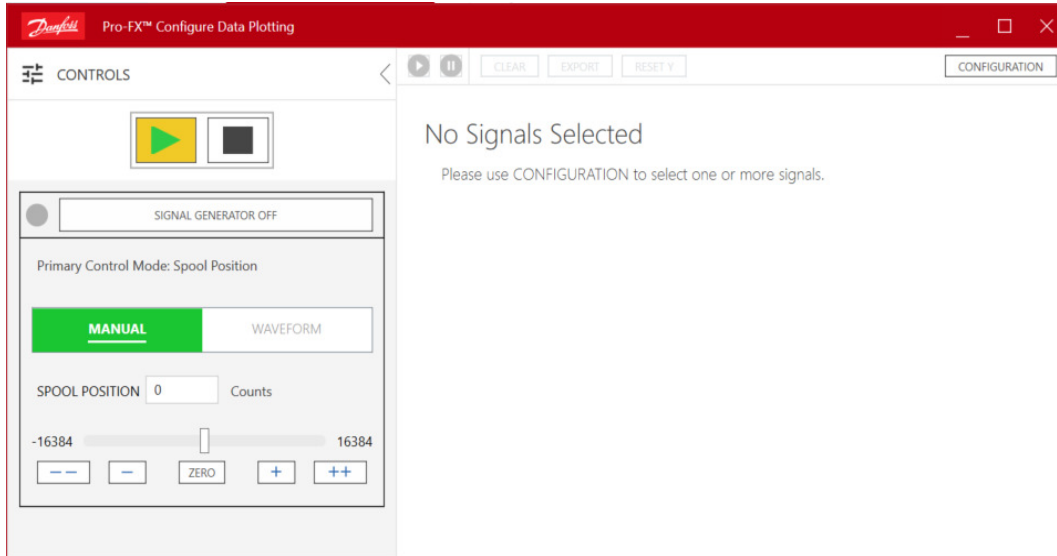 Danfoss Pro-FX™ Configure Data Plotting
CONTROLS
CLEAR EXPORT RESET Y CONFIGURATION
No Signals Selected
Please use CONFIGURATION to select one or more signals.
SIGNAL GENERATOR OFF
Primary Control Mode: Spool Position
MANUAL WAVEFORM
SPOOL POSITION 0 Counts
-16384 16384
-- - ZERO + ++